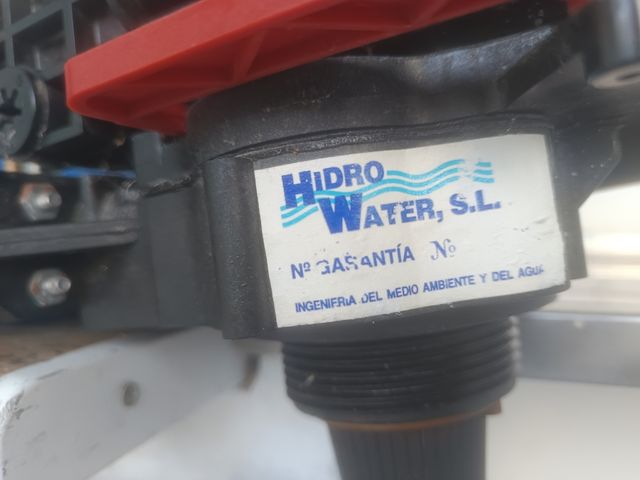 HIDRO
WATER, S.L.
Nº GARANTÍA Nº
INGENIERIA DEL MEDIO AMBIENTE Y DEL AGUA